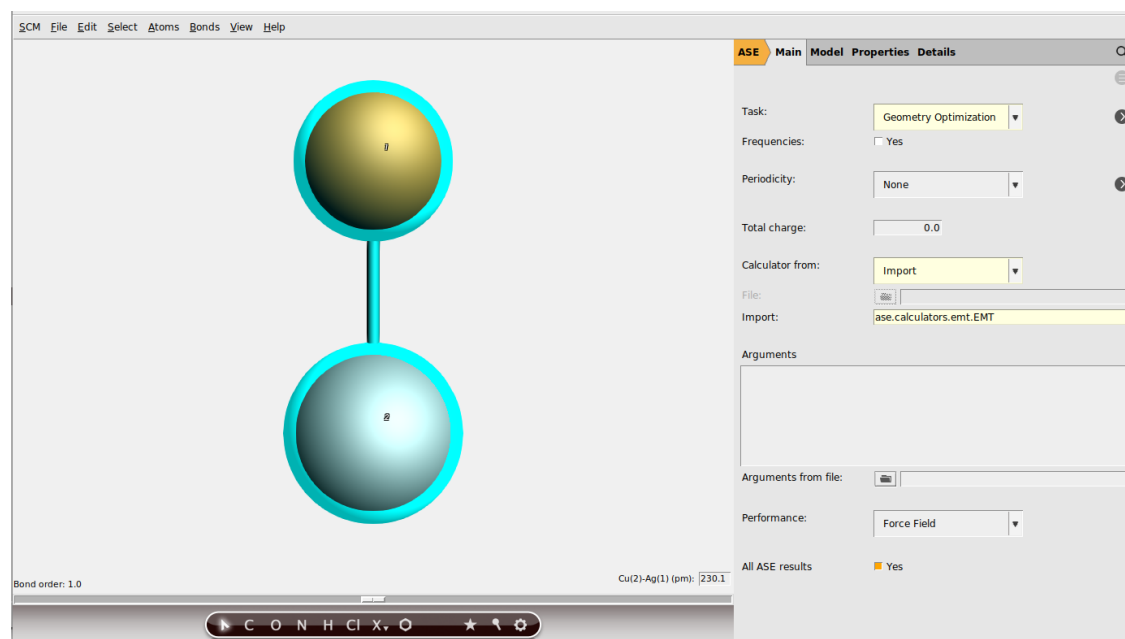 SCM File Edit Select Atoms Bonds View Help
ASE Main Model Properties Details
Task: Geometry Optimization
Frequencies: Yes
Periodicity: None
Total charge: 0.0
Calculator from: Import
File:
Import: ase.calculators.emt.EMT
Arguments
Arguments from file:
Performance: Force Field
All ASE results Yes
1
2
Bond order: 1.0
Cu(2)-Ag(1) (pm): 230.1
C O N H Cl X